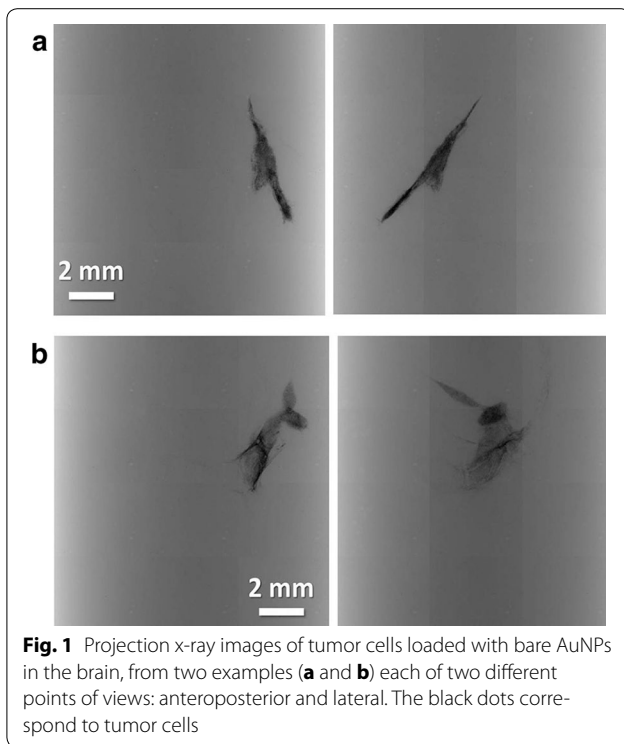 a
2 mm
b
2 mm
Fig. 1 Projection x-ray images of tumor cells loaded with bare AuNPs
in the brain, from two examples (a and b) each of two different
points of views: anteroposterior and lateral. The black dots corre-
spond to tumor cells